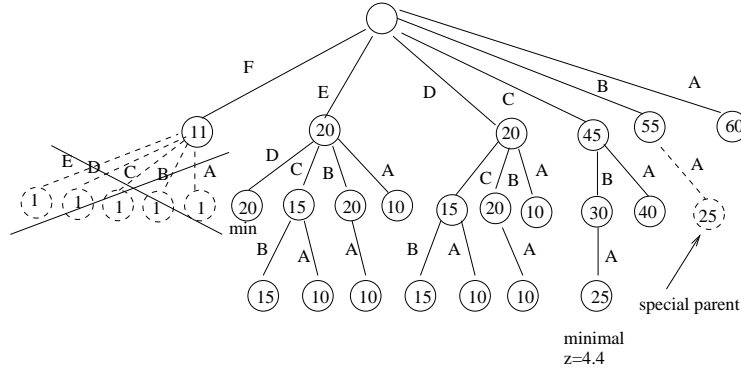 F E D C B A
11 20 20 45 55 60
E D C B A D C B A C B A B A A
1 1 1 1 1 20 15 20 10 15 20 10 30 40 25
min
B A A B A A A
15 10 10 15 10 10 25
special parent
minimal
z=4.4